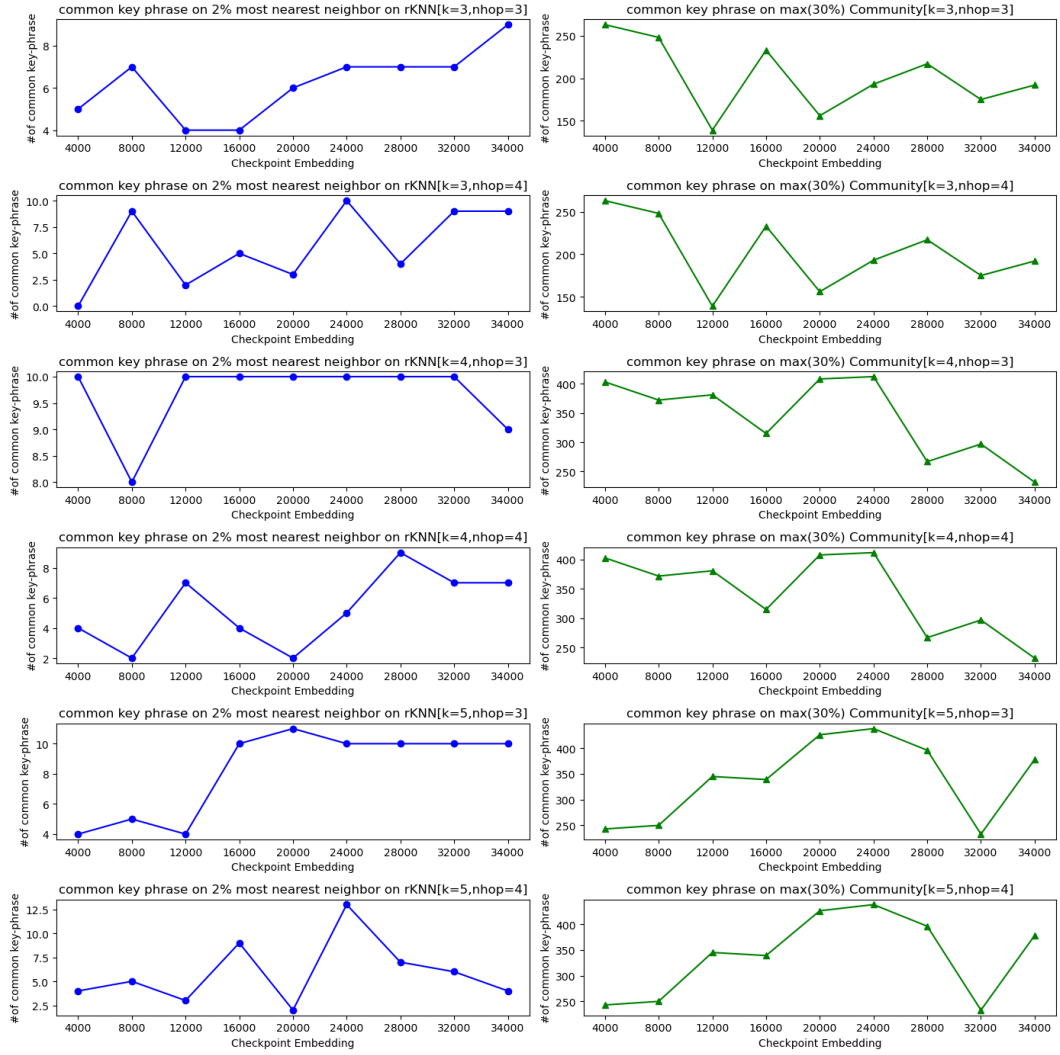 common key phrase on 2% most nearest neighbor on rKNN[k=3,nhop=3]
#of common key-phrase
8
6
4
4000 8000 12000 16000 20000 24000 28000 32000 34000
Checkpoint Embedding
common key phrase on max(30%) Community[k=3,nhop=3]
#of common key-phrase
250
200
150
4000 8000 12000 16000 20000 24000 28000 32000 34000
Checkpoint Embedding
common key phrase on 2% most nearest neighbor on rKNN[k=3,nhop=4]
#of common key-phrase
10.0
7.5
5.0
2.5
0.0
4000 8000 12000 16000 20000 24000 28000 32000 34000
Checkpoint Embedding
common key phrase on max(30%) Community[k=3,nhop=4]
#of common key-phrase
250
200
150
4000 8000 12000 16000 20000 24000 28000 32000 34000
Checkpoint Embedding
common key phrase on 2% most nearest neighbor on rKNN[k=4,nhop=3]
#of common key-phrase
10.0
9.5
9.0
8.5
8.0
4000 8000 12000 16000 20000 24000 28000 32000 34000
Checkpoint Embedding
common key phrase on max(30%) Community[k=4,nhop=3]
#of common key-phrase
400
350
300
250
4000 8000 12000 16000 20000 24000 28000 32000 34000
Checkpoint Embedding
common key phrase on 2% most nearest neighbor on rKNN[k=4,nhop=4]
#of common key-phrase
8
6
4
2
4000 8000 12000 16000 20000 24000 28000 32000 34000
Checkpoint Embedding
common key phrase on max(30%) Community[k=4,nhop=4]
#of common key-phrase
400
350
300
250
4000 8000 12000 16000 20000 24000 28000 32000 34000
Checkpoint Embedding
common key phrase on 2% most nearest neighbor on rKNN[k=5,nhop=3]
#of common key-phrase
10
8
6
4
4000 8000 12000 16000 20000 24000 28000 32000 34000
Checkpoint Embedding
common key phrase on max(30%) Community[k=5,nhop=3]
#of common key-phrase
400
350
300
250
4000 8000 12000 16000 20000 24000 28000 32000 34000
Checkpoint Embedding
common key phrase on 2% most nearest neighbor on rKNN[k=5,nhop=4]
#of common key-phrase
12.5
10.0
7.5
5.0
2.5
4000 8000 12000 16000 20000 24000 28000 32000 34000
Checkpoint Embedding
common key phrase on max(30%) Community[k=5,nhop=4]
#of common key-phrase
400
350
300
250
4000 8000 12000 16000 20000 24000 28000 32000 34000
Checkpoint Embedding